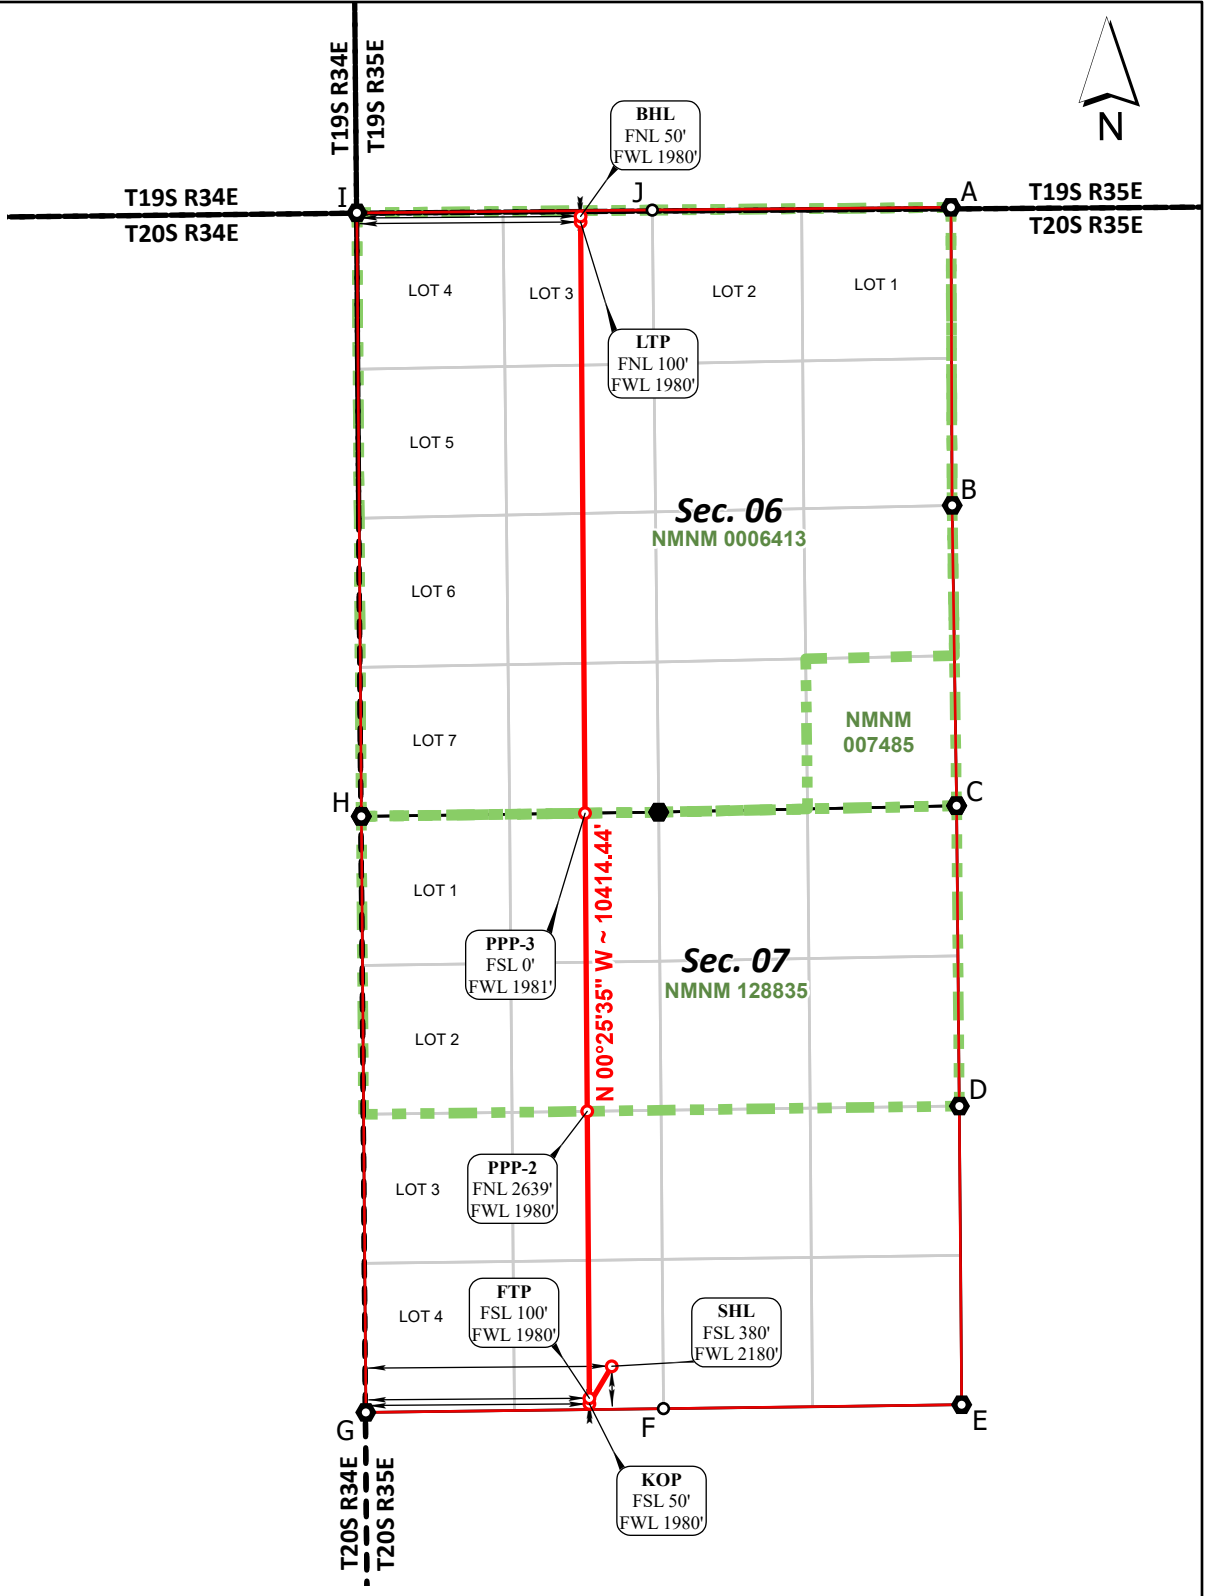 T19S R34E
T19S R35E
N
BHL
FNL 50'
FWL 1980'
T19S R34E
I
J
A
T19S R35E
T20S R34E
T20S R35E
LOT 4
LOT 3
LOT 2
LOT 1
LTP
FNL 100'
FWL 1980'
LOT 5
B
Sec. 06
NMNM 0006413
LOT 6
NMNM
007485
LOT 7
H
C
N 00°25'35" W ~ 10414.44'
LOT 1
PPP-3
FSL 0'
FWL 1981'
Sec. 07
NMNM 128835
LOT 2
D
PPP-2
FNL 2639'
FWL 1980'
LOT 3
FTP
FSL 100'
FWL 1980'
LOT 4
SHL
FSL 380'
FWL 2180'
G
F
E
KOP
FSL 50'
FWL 1980'
T20S R34E
T20S R35E